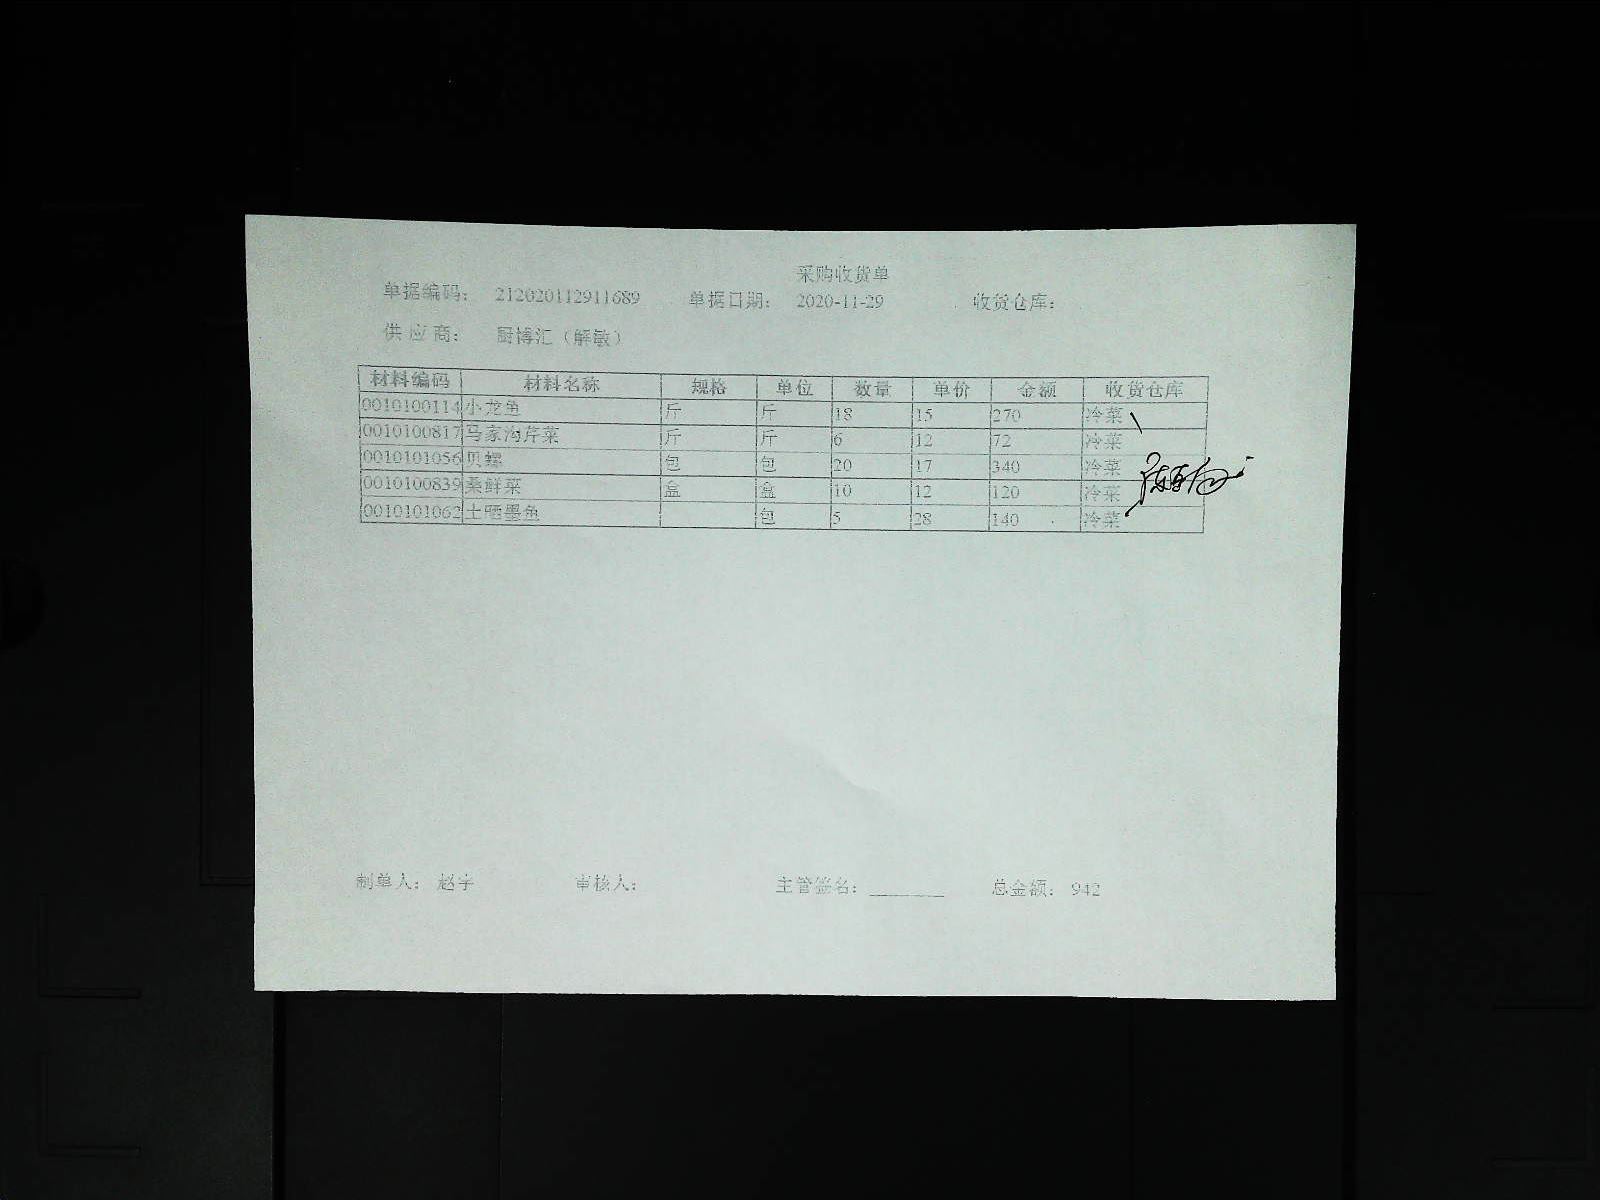 采购收货单
单据编码： 212020112911689 单据日期： 2020-11-29 收货仓库：
供 应 商： 厨博汇（解敏）
材料编码 材料名称 规格 单位 数量 单价 金额 收货仓库
0010100114 小龙鱼 斤 斤 18 15 270 冷菜
0010100817 马家沟芹菜 斤 斤 6 12 72 冷菜
0010101056 贝螺 包 包 20 17 340 冷菜
0010100839 桑鲜菜 盒 盒 10 12 120 冷菜
0010101062 土晒墨鱼 包 5 28 140 冷菜
制单人： 赵宇 审核人： 主管签名： 总金额： 942